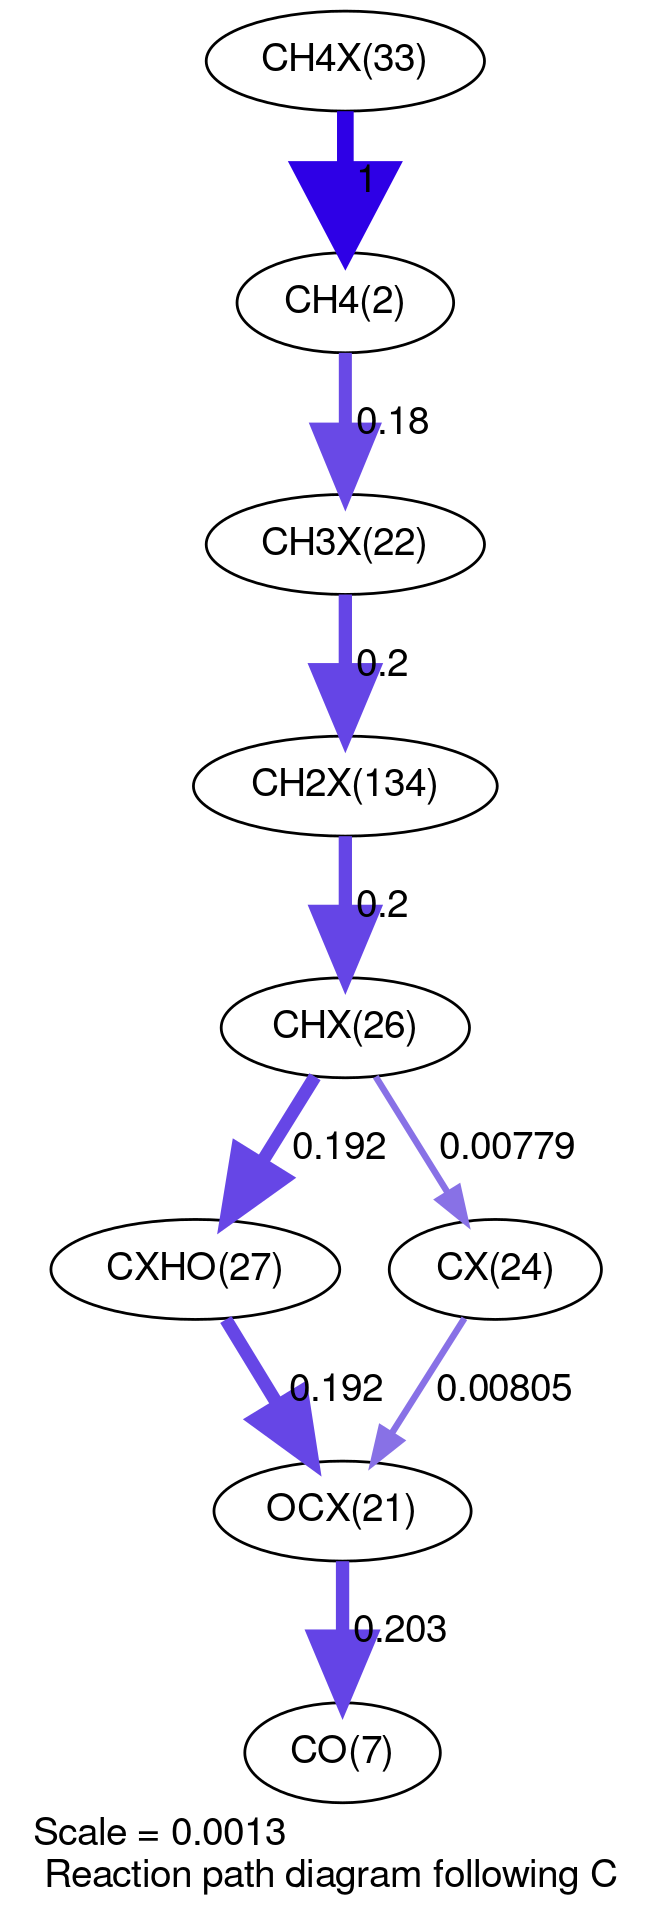 CH4X(33)
1
CH4(2)
0.18
CH3X(22)
0.2
CH2X(134)
0.2
CHX(26)
0.192
0.00779
CXHO(27)
CX(24)
0.192
0.00805
OCX(21)
0.203
CO(7)
Scale = 0.0013
Reaction path diagram following C